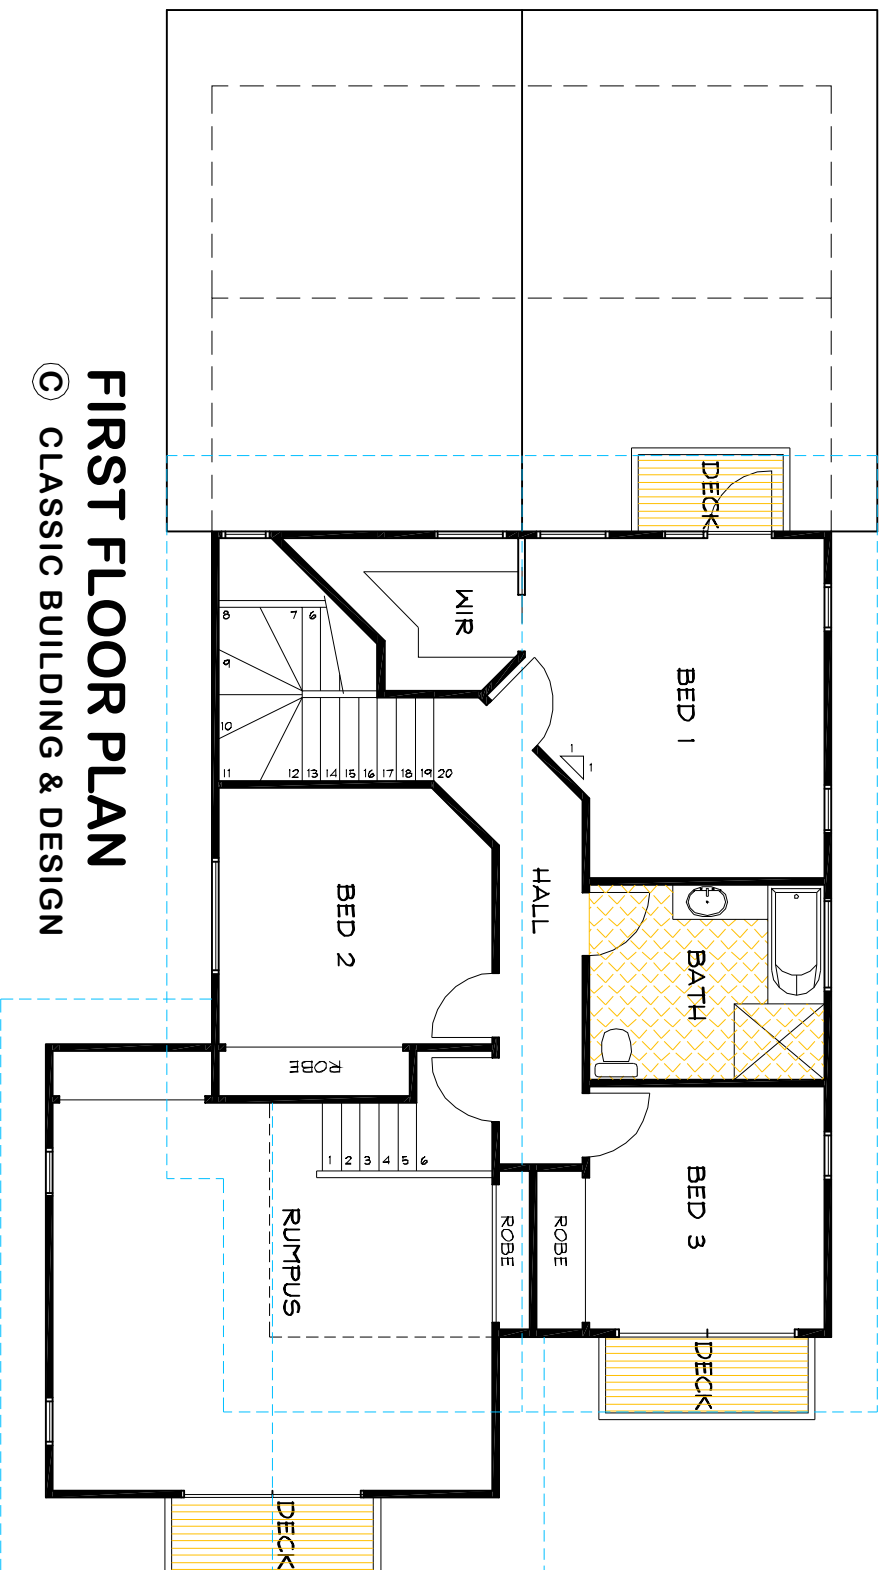 DECK
WIR
BED 1
1
1
8
7 6
9
10
11
12 13 14 15 16 17 18 19 20
HALL
BED 2
BATH
ROBE
1 2 3 4 5 6
BED 3
ROBE
ROBE
RUMPUS
DECK
DECK
FIRST FLOOR PLAN
© CLASSIC BUILDING & DESIGN